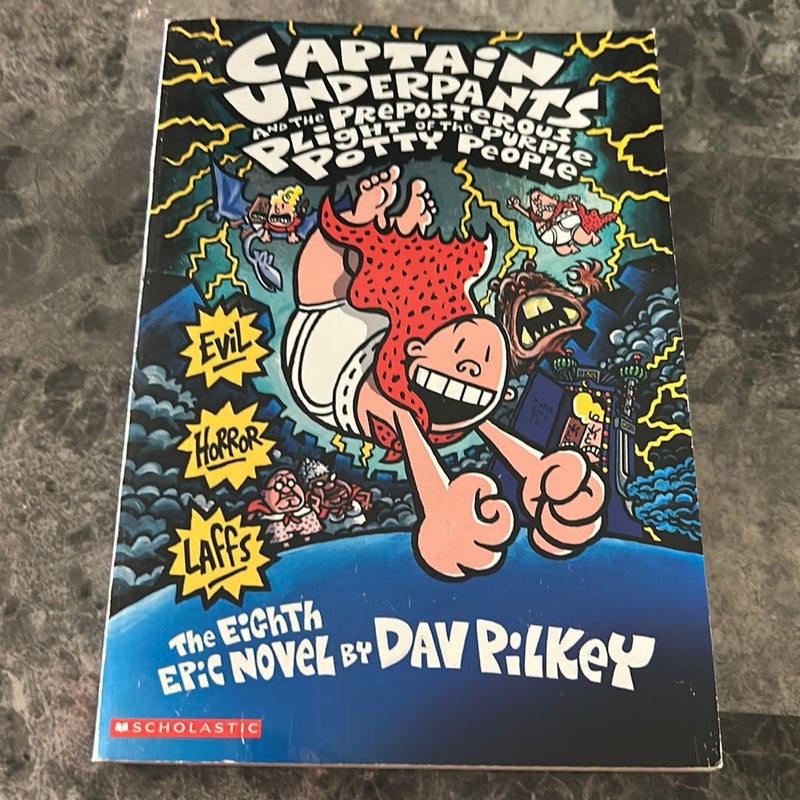 CAPTAIN
UNDERPANTS
AND THE PREPOSTEROUS
PLIGHT OF THE PURPLE
POTTY PEOPLE
EVIL
HORROR
LAFFS
THE EIGHTH
EPIC NOVEL BY DAV PILKEY
SCHOLASTIC